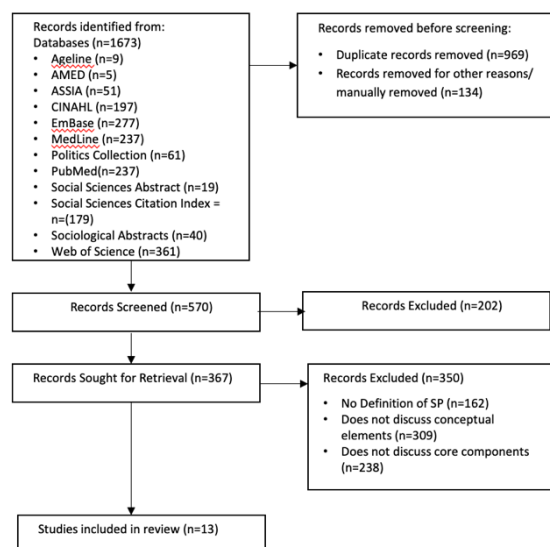 Records identified from:
Databases (n=1673)
• Ageline (n=9)
• AMED (n=5)
• ASSIA (n=51)
• CINAHL (n=197)
• EmBase (n=277)
• MedLine (n=237)
• Politics Collection (n=61)
• PubMed(n=237)
• Social Sciences Abstract (n=19)
• Social Sciences Citation Index =
n=(179)
• Sociological Abstracts (n=40)
• Web of Science (n=361)
Records removed before screening:
• Duplicate records removed (n=969)
• Records removed for other reasons/
manually removed (n=134)
Records Screened (n=570)
Records Excluded (n=202)
Records Sought for Retrieval (n=367)
Records Excluded (n=350)
• No Definition of SP (n=162)
• Does not discuss conceptual
elements (n=309)
• Does not discuss core components
(n=238)
Studies included in review (n=13)